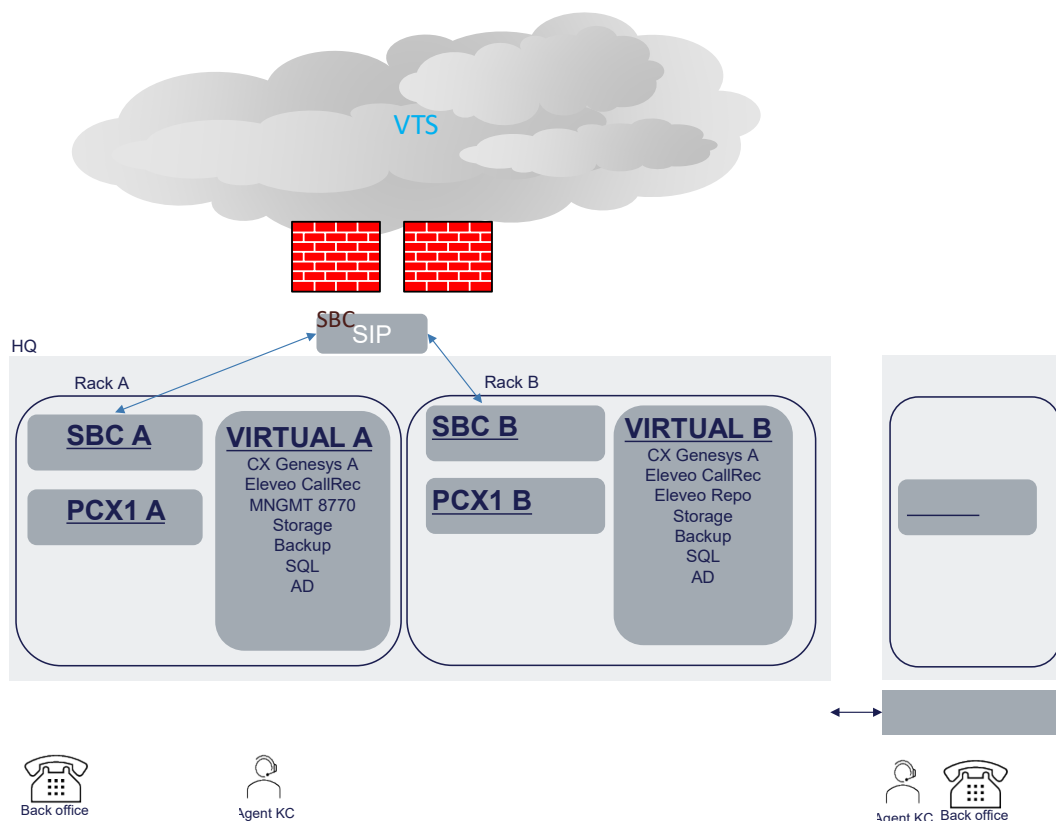 VTS
SBC
SIP
HQ
Rack A
Rack B
SBC A
VIRTUAL A
CX Genesys A
Eleveo CallRec
MNGMT 8770
Storage
Backup
SQL
AD
PCX1 A
SBC B
VIRTUAL B
CX Genesys A
Eleveo CallRec
Eleveo Repo
Storage
Backup
SQL
AD
PCX1 B
Back office
Agent KC
Agent KC
Back office